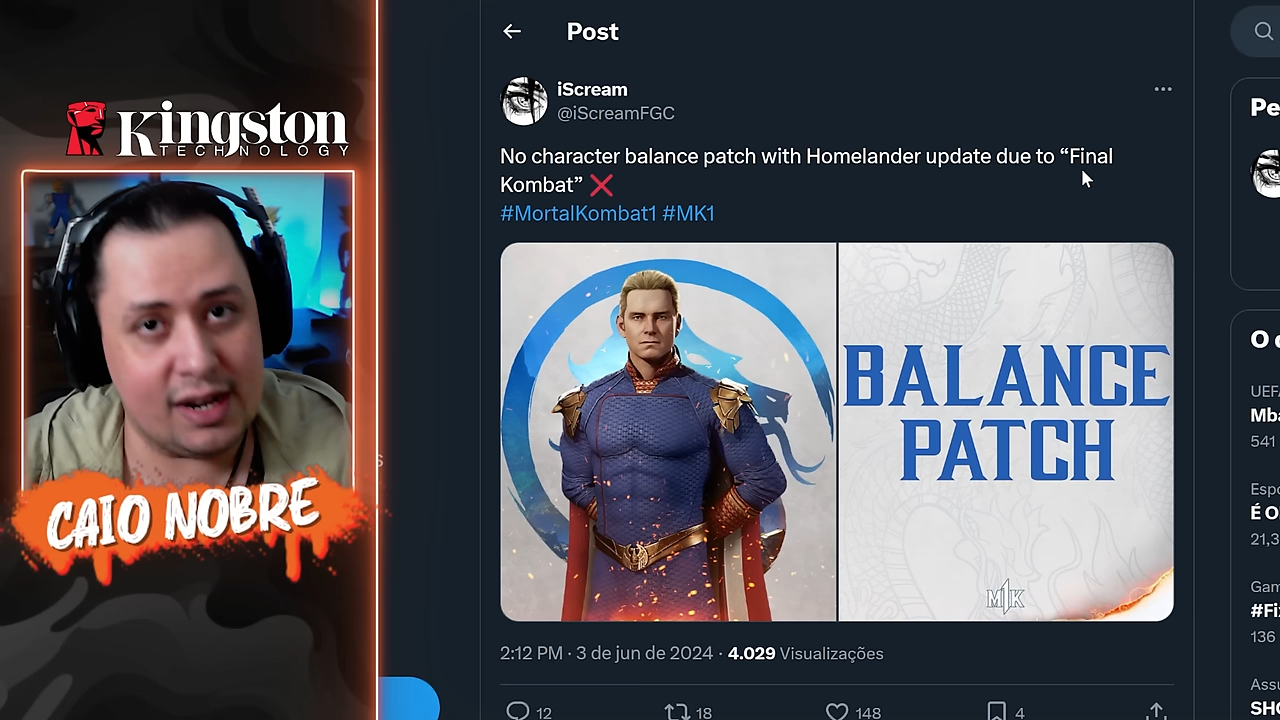 Kingston
TECHNOLOGY
CAIO NOBRE
Post
iScream
@iScreamFGC
No character balance patch with Homelander update due to “Final
Kombat” ❌
#MortalKombat1 #MK1
BALANCE
PATCH
2:12 PM · 3 de jun de 2024 · 4.029 Visualizações
12 18 148 4
Pe
O
UEFA
Mba
541
Espo
É O
21,3
Gam
#Fi
136
Assu
SHO